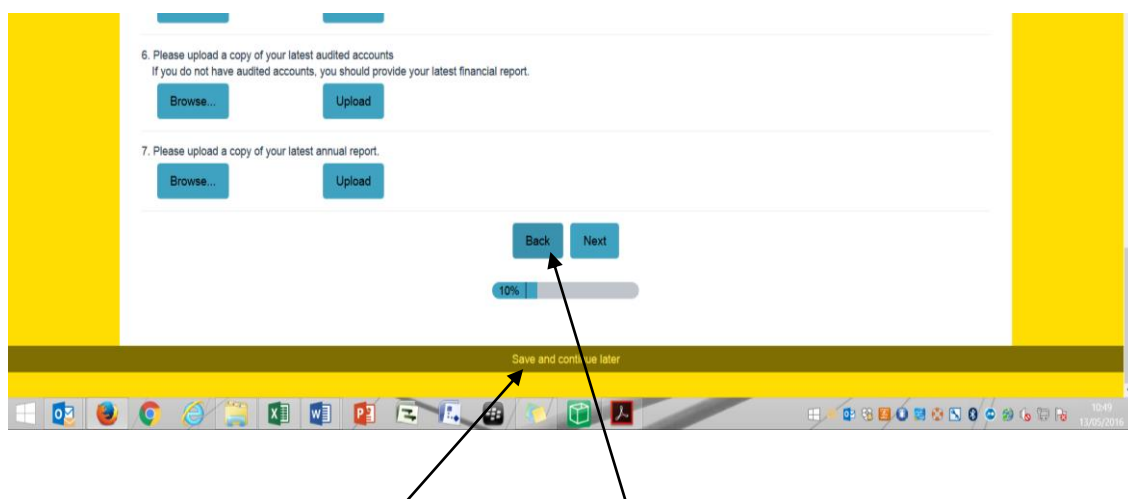 6. Please upload a copy of your latest audited accounts
If you do not have audited accounts, you should provide your latest financial report.
Browse... Upload
7. Please upload a copy of your latest annual report.
Browse... Upload
Back Next
10%
Save and continue later
10:49
13/05/2016